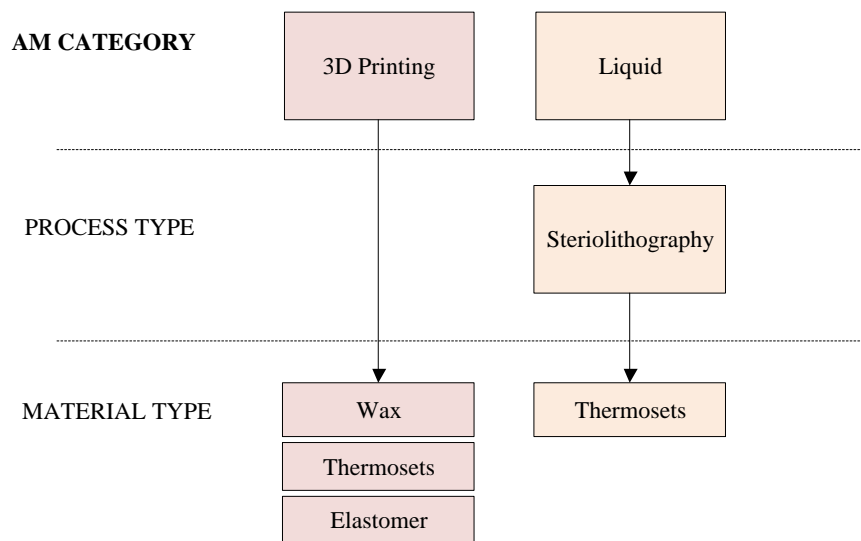 AM CATEGORY
3D Printing
Liquid
PROCESS TYPE
Steriolithography
MATERIAL TYPE
Wax
Thermosets
Thermosets
Elastomer